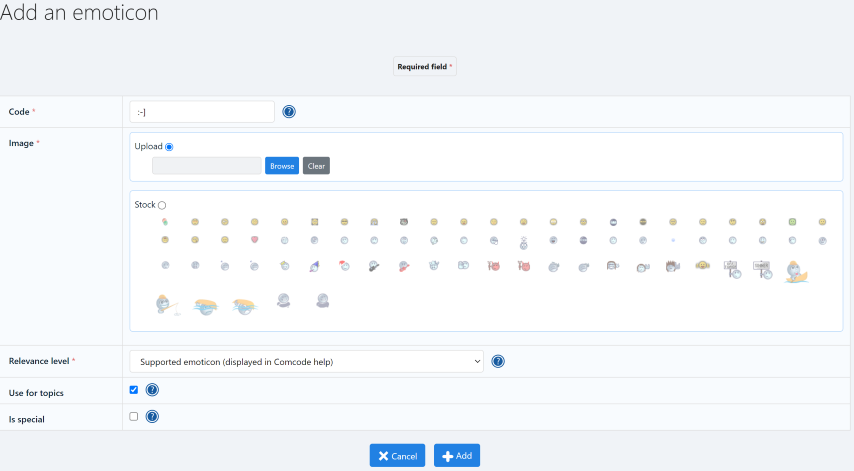 Add an emoticon
Required field *
Code *
:-]
Image *
Upload
Browse
Clear
Stock
Relevance level *
Supported emoticon (displayed in Comcode help)
Use for topics
Is special
Cancel
Add